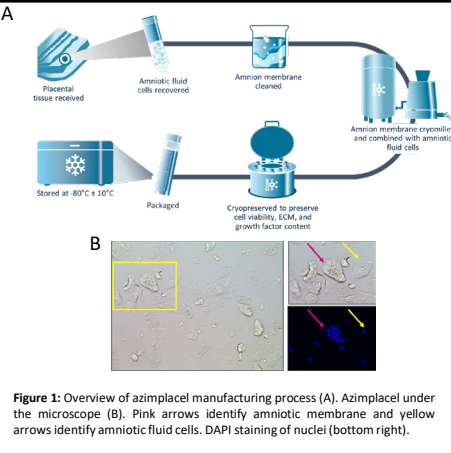 A
Placental
tissue received
Amniotic fluid
cells recovered
Amnion membrane
cleaned
Amnion membrane cryomille
and combined with amniotic
fluid cells
Stored at -80°C ± 10°C
Packaged
Cryopreserved to preserve
cell viability, ECM, and
growth factor content
B
Figure 1: Overview of azimplacel manufacturing process (A). Azimplacel under
the microscope (B). Pink arrows identify amniotic membrane and yellow
arrows identify amniotic fluid cells. DAPI staining of nuclei (bottom right).